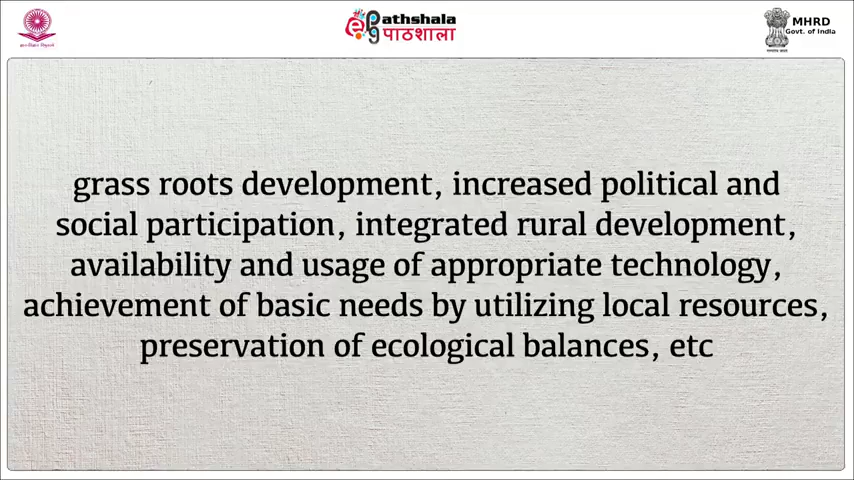 ePathshala
पाठशाला
MHRD
Govt. of India
grass roots development, increased political and
social participation, integrated rural development,
availability and usage of appropriate technology,
achievement of basic needs by utilizing local resources,
preservation of ecological balances, etc